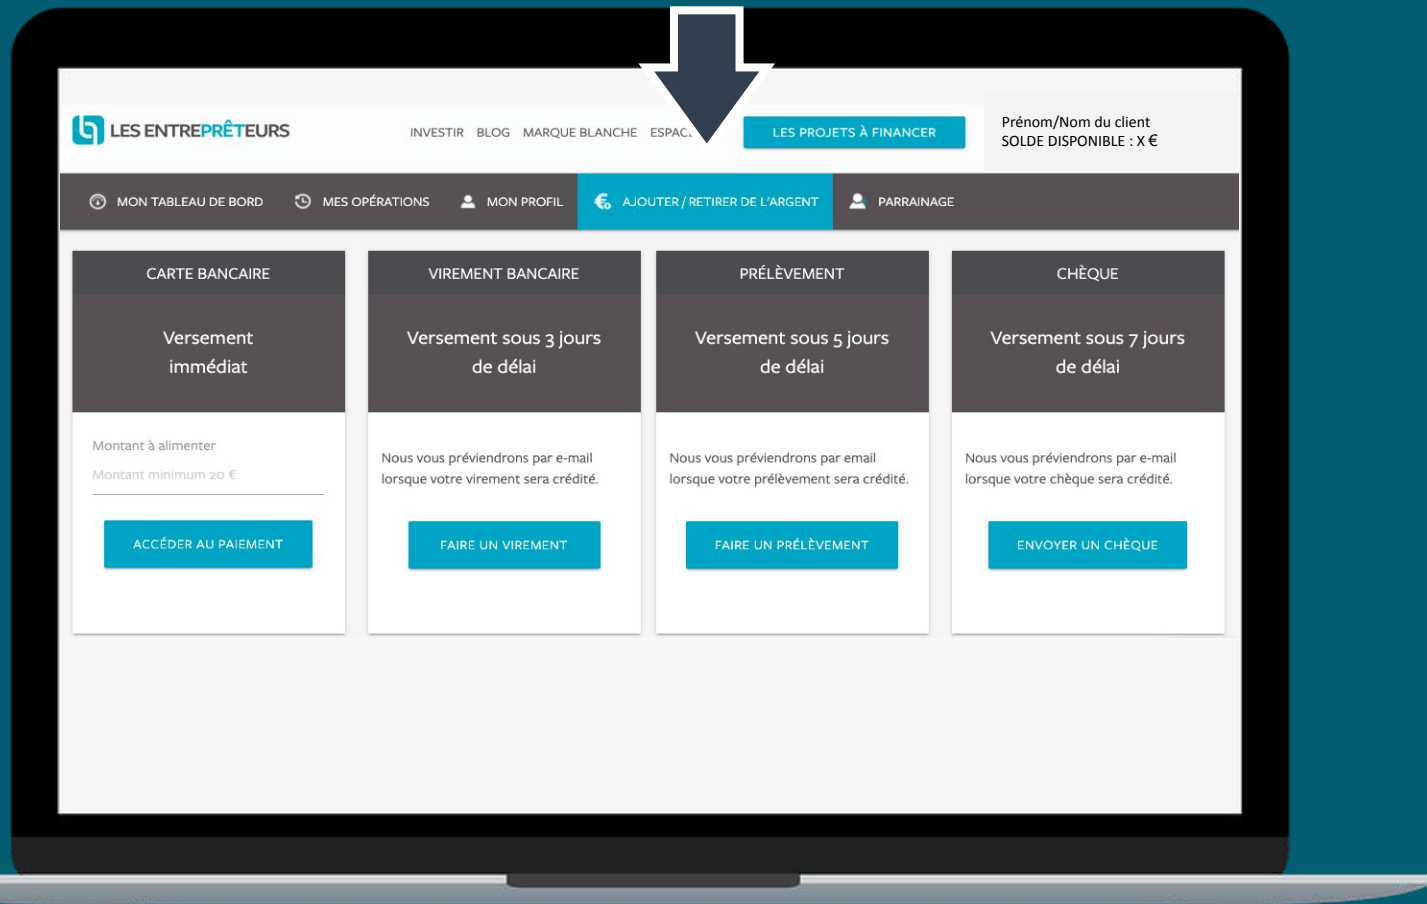 LES ENTREPRÊTEURS
INVESTIR BLOG MARQUE BLANCHE
LES PROJETS À FINANCER
Prénom/Nom du client
SOLDE DISPONIBLE : X €
MON TABLEAU DE BORD MES OPÉRATIONS MON PROFIL AJOUTER / RETIRER DE L'ARGENT PARRAINAGE
CARTE BANCAIRE
Versement
immédiat
Montant à alimenter
Montant minimum 20 €
ACCÉDER AU PAIEMENT
VIREMENT BANCAIRE
Versement sous 3 jours
de délai
Nous vous préviendrons par e-mail
lorsque votre virement sera crédité.
FAIRE UN VIREMENT
PRÉLÈVEMENT
Versement sous 5 jours
de délai
Nous vous préviendrons par email
lorsque votre prélèvement sera crédité.
FAIRE UN PRÉLÈVEMENT
CHÈQUE
Versement sous 7 jours
de délai
Nous vous préviendrons par e-mail
lorsque votre chèque sera crédité.
ENVOYER UN CHÈQUE